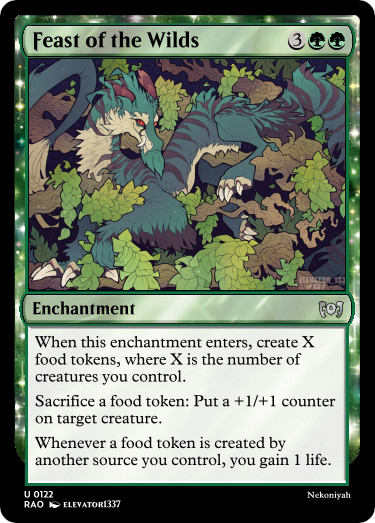 Feast of the Wilds 3
ELEVATOR_133
Enchantment
When this enchantment enters, create X
food tokens, where X is the number of
creatures you control.
Sacrifice a food token: Put a +1/+1 counter
on target creature.
Whenever a food token is created by
another source you control, you gain 1 life.
U 0122
RAO ELEVATOR1337
Nekoniyah